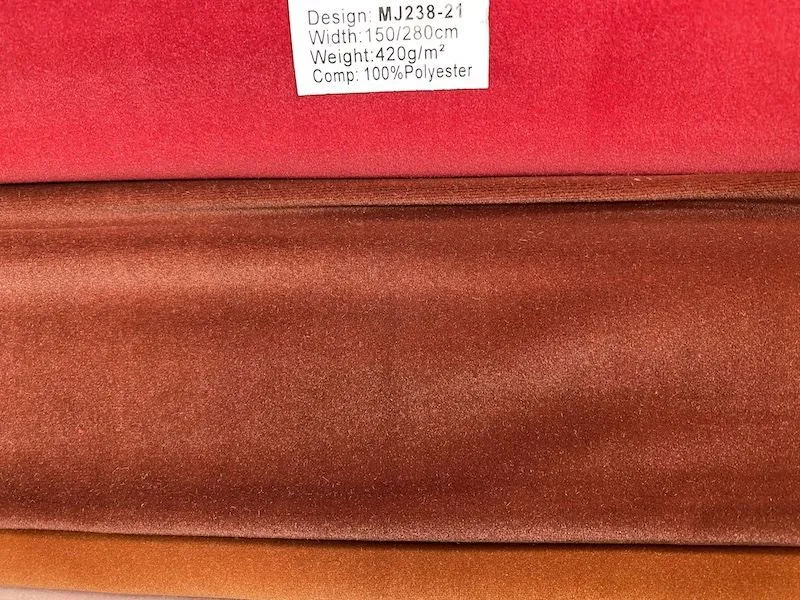 Design: MJ238-21
Width:150/280cm
Weight:420g/m²
Comp: 100%Polyester